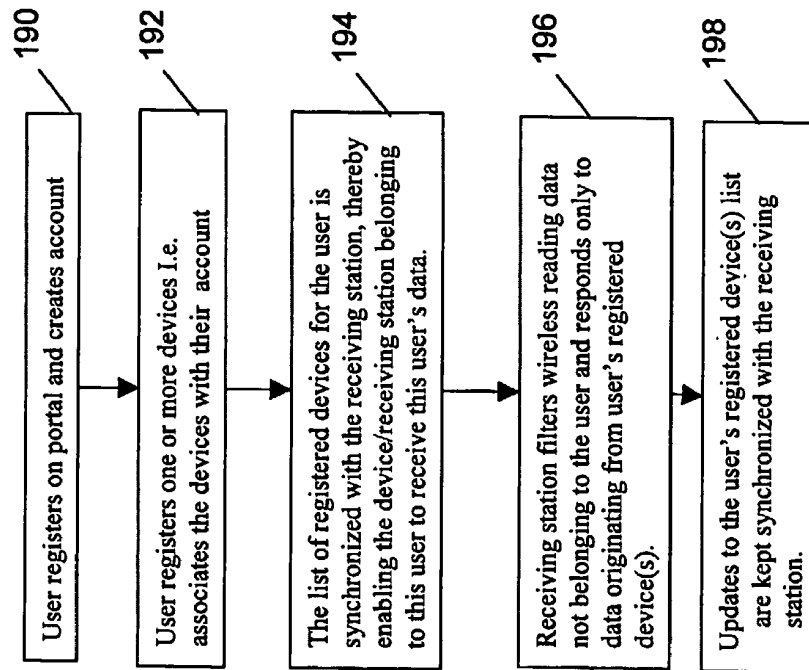 User registers on portal and creates account
190
User registers one or more devices I.e.
associates the devices with their account
192
The list of registered devices for the user is
synchronized with the receiving station, thereby
enabling the device/receiving station belonging
to this user to receive this user's data.
194
Receiving station filters wireless reading data
not belonging to the user and responds only to
data originating from user's registered
device(s).
196
Updates to the user's registered device(s) list
are kept synchronized with the receiving
station.
198